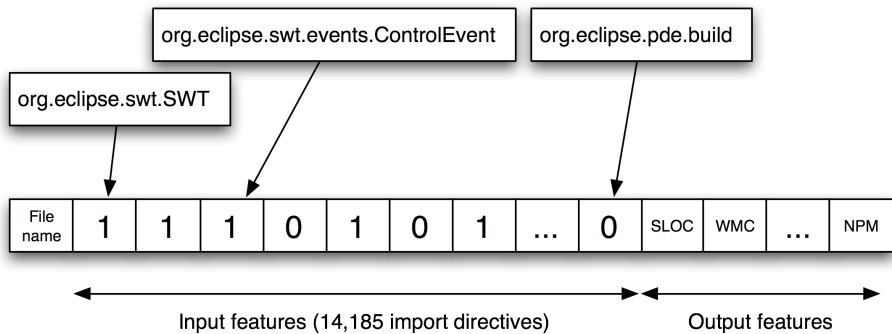 org.eclipse.swt.events.ControlEvent
org.eclipse.pde.build
org.eclipse.swt.SWT
File name 1 1 1 0 1 0 1 ... 0 SLOC WMC ... NPM
Input features (14,185 import directives) Output features